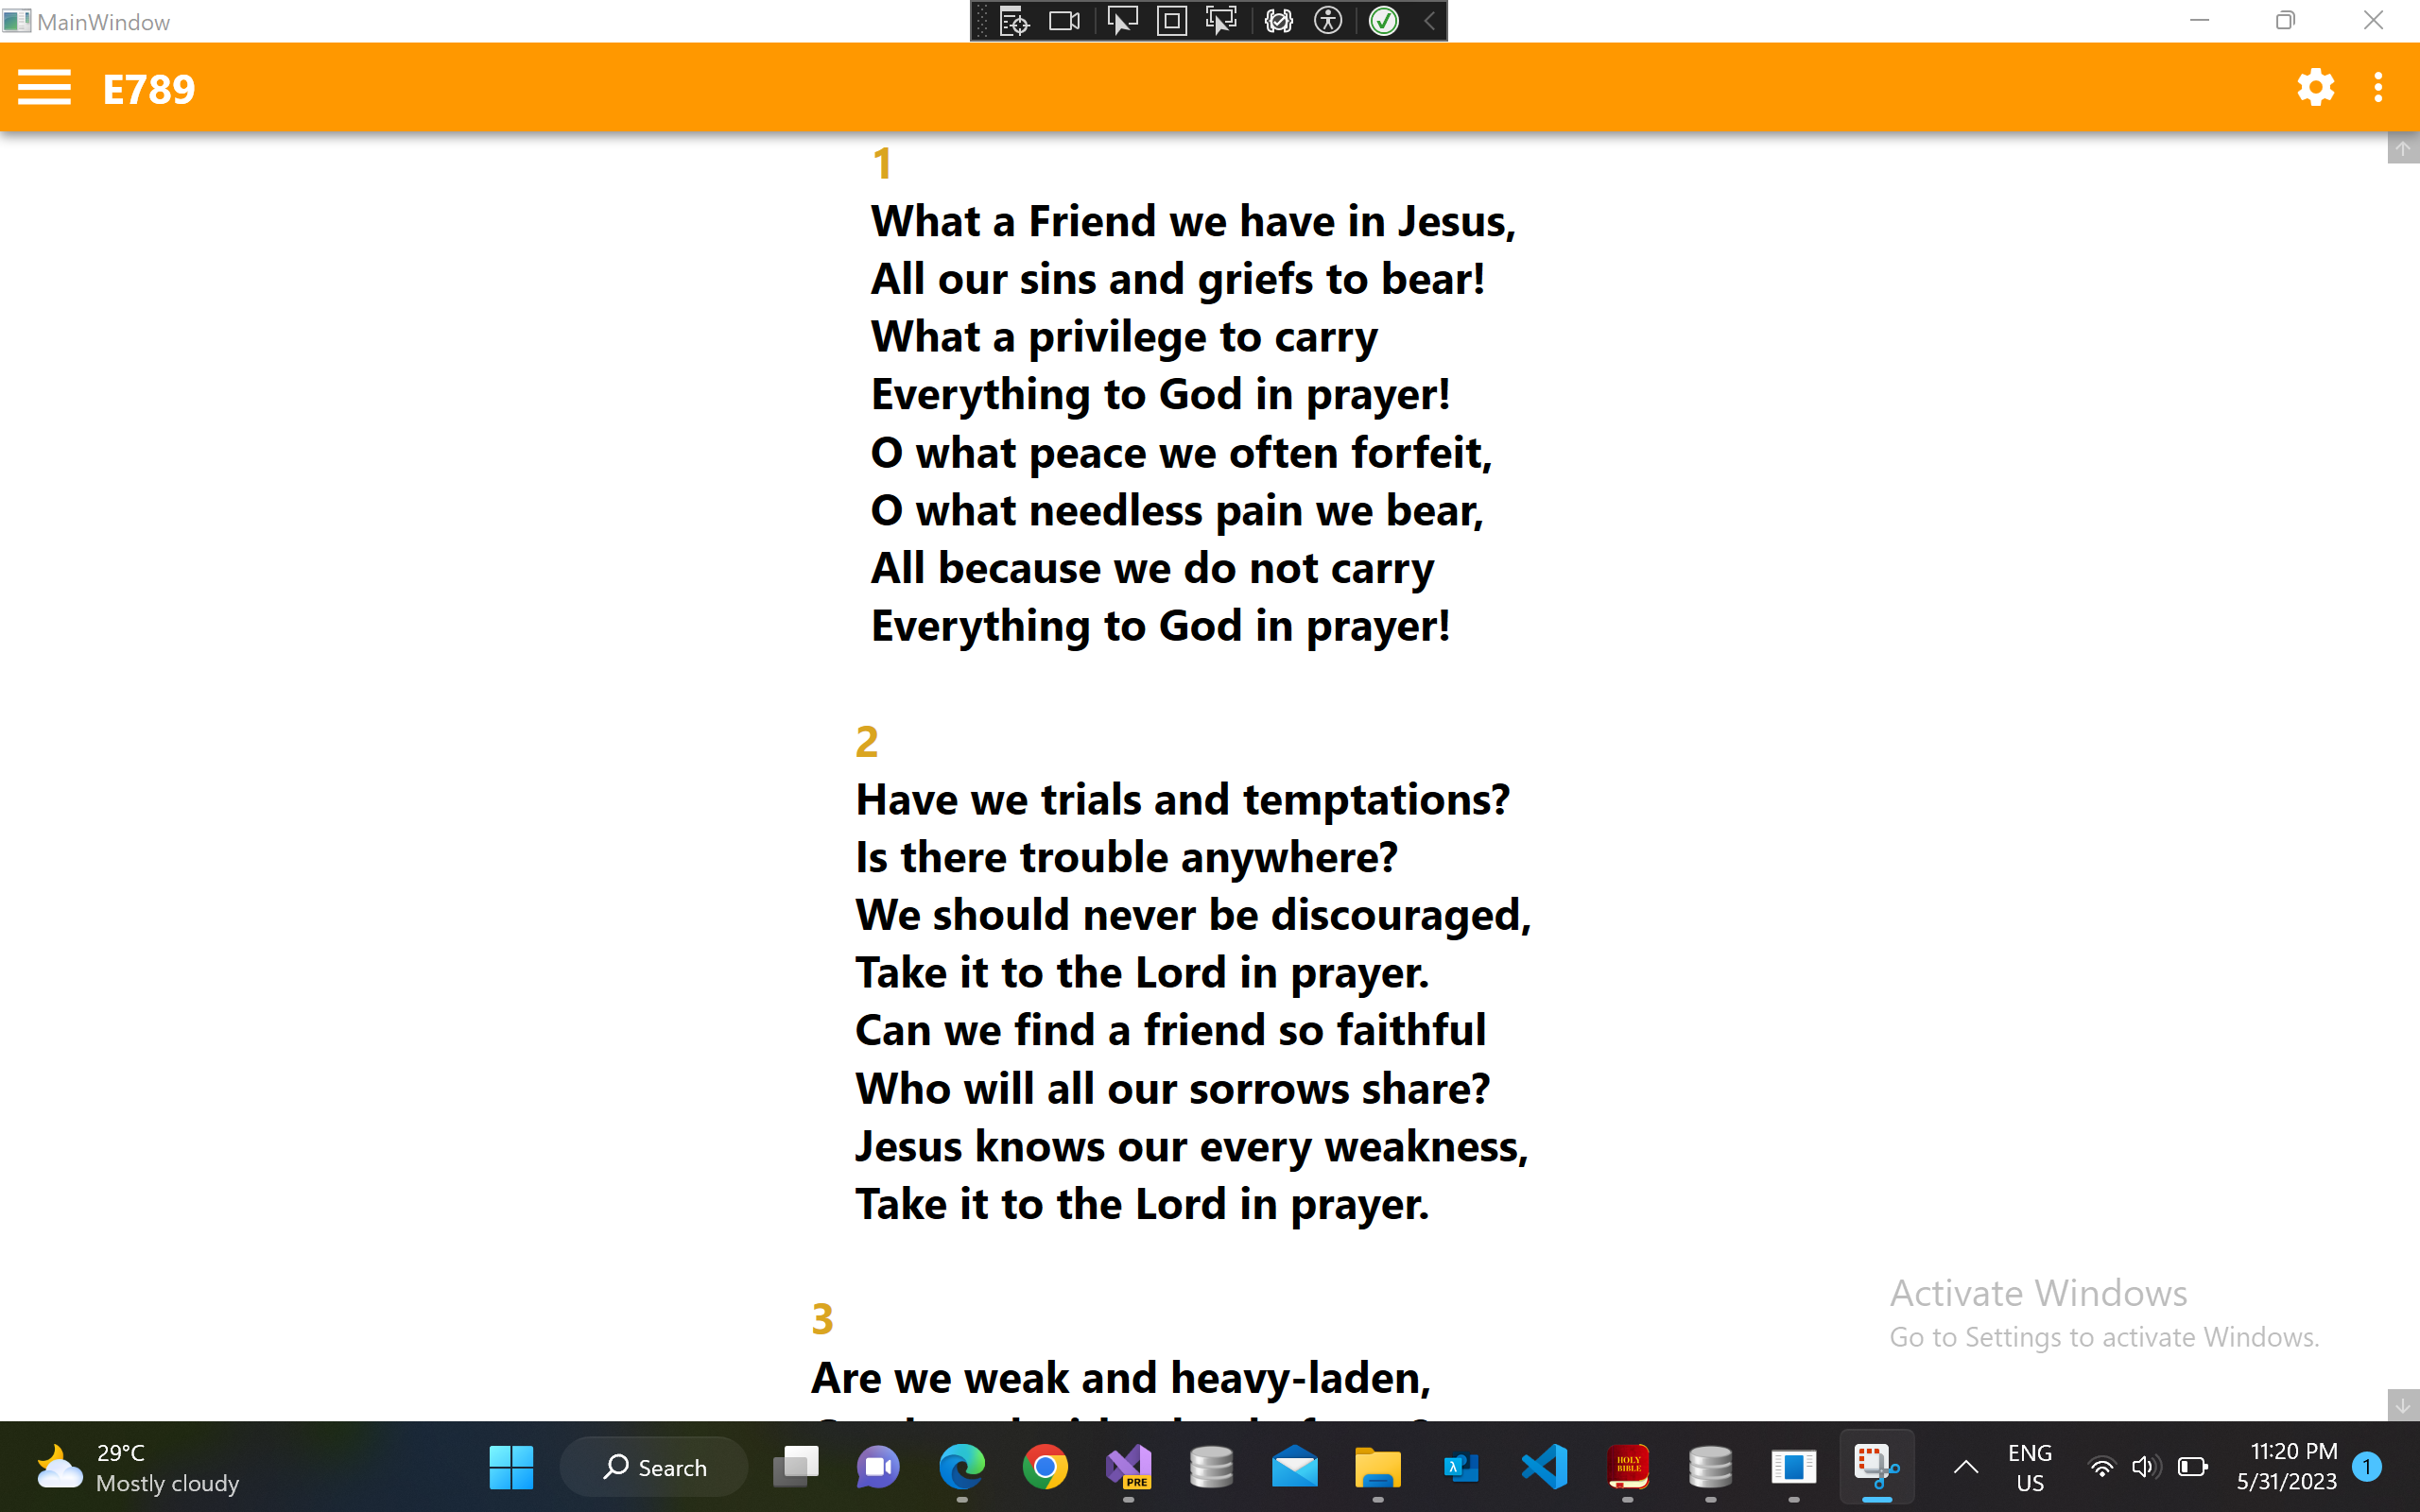 MainWindow
E789
1
What a Friend we have in Jesus,
All our sins and griefs to bear!
What a privilege to carry
Everything to God in prayer!
O what peace we often forfeit,
O what needless pain we bear,
All because we do not carry
Everything to God in prayer!
2
Have we trials and temptations?
Is there trouble anywhere?
We should never be discouraged,
Take it to the Lord in prayer.
Can we find a friend so faithful
Who will all our sorrows share?
Jesus knows our every weakness,
Take it to the Lord in prayer.
3
Are we weak and heavy-laden,
Activate Windows
Go to Settings to activate Windows.
29°C
Mostly cloudy
Search
PRE
HOLY
BIBLE
ENG
US
11:20 PM
5/31/2023
1